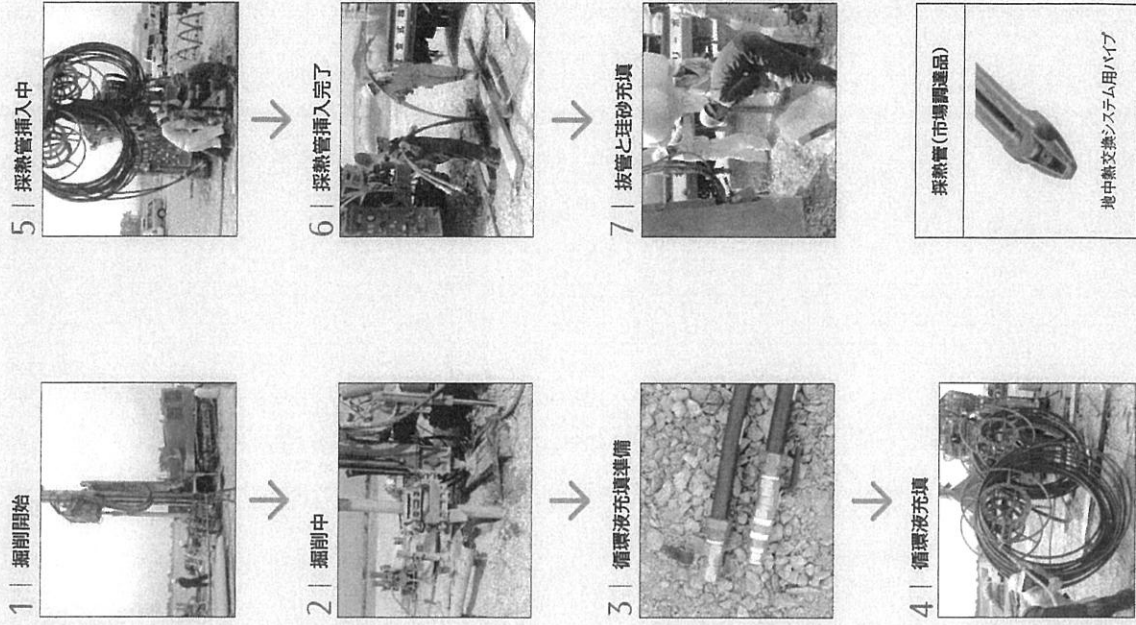 1 | 掘削開始
2 | 掘削中
3 | 循環液充填準備
4 | 循環液充填
5 | 採熱管挿入中
6 | 採熱管挿入完了
7 | 抜管と珪砂充填
採熱管(市場調達品)
地中熱交換システム用パイプ